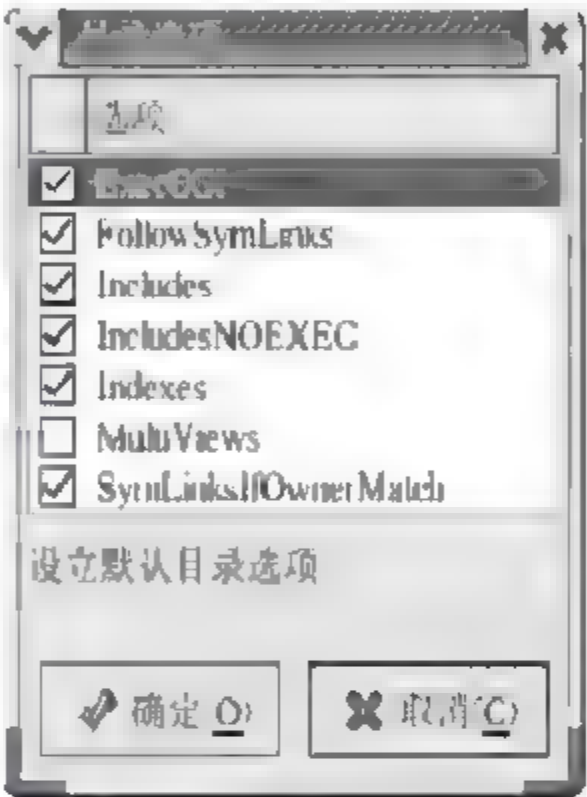 选项
ExecCGI
FollowSymLinks
Includes
IncludesNOEXEC
Indexes
MultiViews
SymLinksIfOwnerMatch
设立默认目录选项
确定(O) 取消(C)